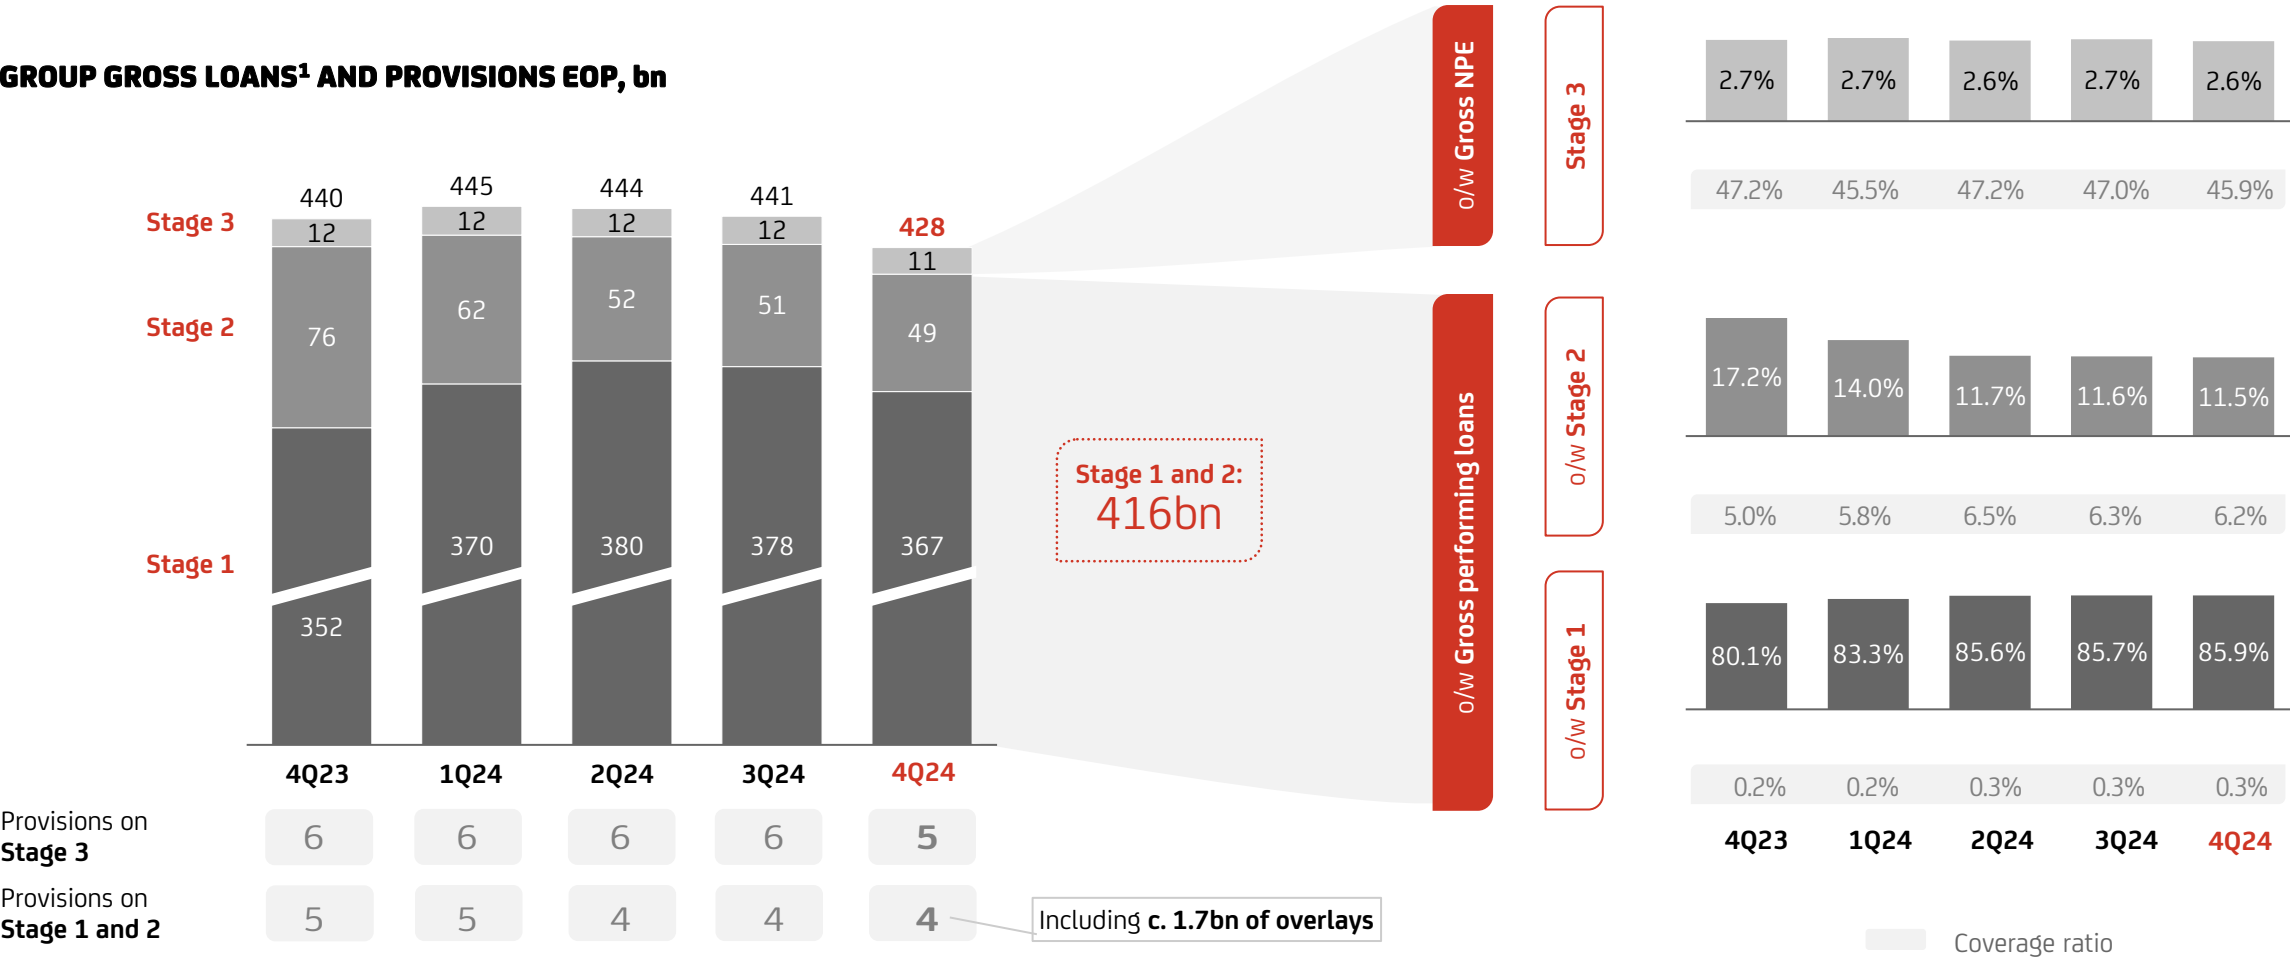 GROUP GROSS LOANS¹ AND PROVISIONS EOP, bn
440
445
444
441
428
Stage 3
12
12
12
12
11
Stage 2
76
62
52
51
49
Stage 1
352
370
380
378
367
4Q23
1Q24
2Q24
3Q24
4Q24
Provisions on
Stage 3
6
6
6
6
5
Provisions on
Stage 1 and 2
5
5
4
4
4
Including c. 1.7bn of overlays
Stage 1 and 2:
416bn
o/w Gross NPE
o/w Gross performing loans
Stage 3
2.7%
2.7%
2.6%
2.7%
2.6%
47.2%
45.5%
47.2%
47.0%
45.9%
o/w Stage 2
17.2%
14.0%
11.7%
11.6%
11.5%
5.0%
5.8%
6.5%
6.3%
6.2%
o/w Stage 1
80.1%
83.3%
85.6%
85.7%
85.9%
0.2%
0.2%
0.3%
0.3%
0.3%
4Q23
1Q24
2Q24
3Q24
4Q24
Coverage ratio